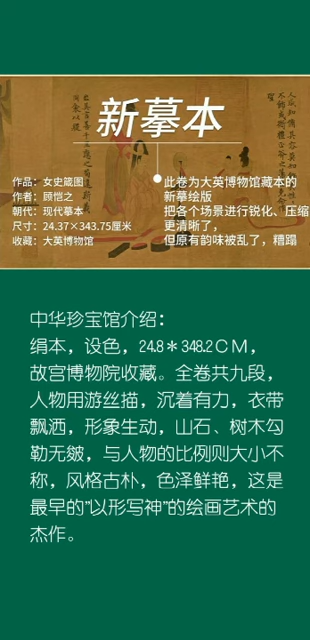 新摹本
作品：女史箴图
作者：顾恺之
朝代：现代摹本
尺寸：24.37×343.75厘米
收藏：大英博物馆
此卷为大英博物馆藏本的
新摹绘版
把各个场景进行锐化、压缩
更清晰了，
但原有韵味被乱了，糟蹋
中华珍宝馆介绍：
绢本，设色，24.8＊348.2CM，
故宫博物院收藏。全卷共九段，
人物用游丝描，沉着有力，衣带
飘洒，形象生动，山石、树木勾
勒无皴，与人物的比例则大小不
称，风格古朴，色泽鲜艳，这是
最早的"以形写神"的绘画艺术的
杰作。